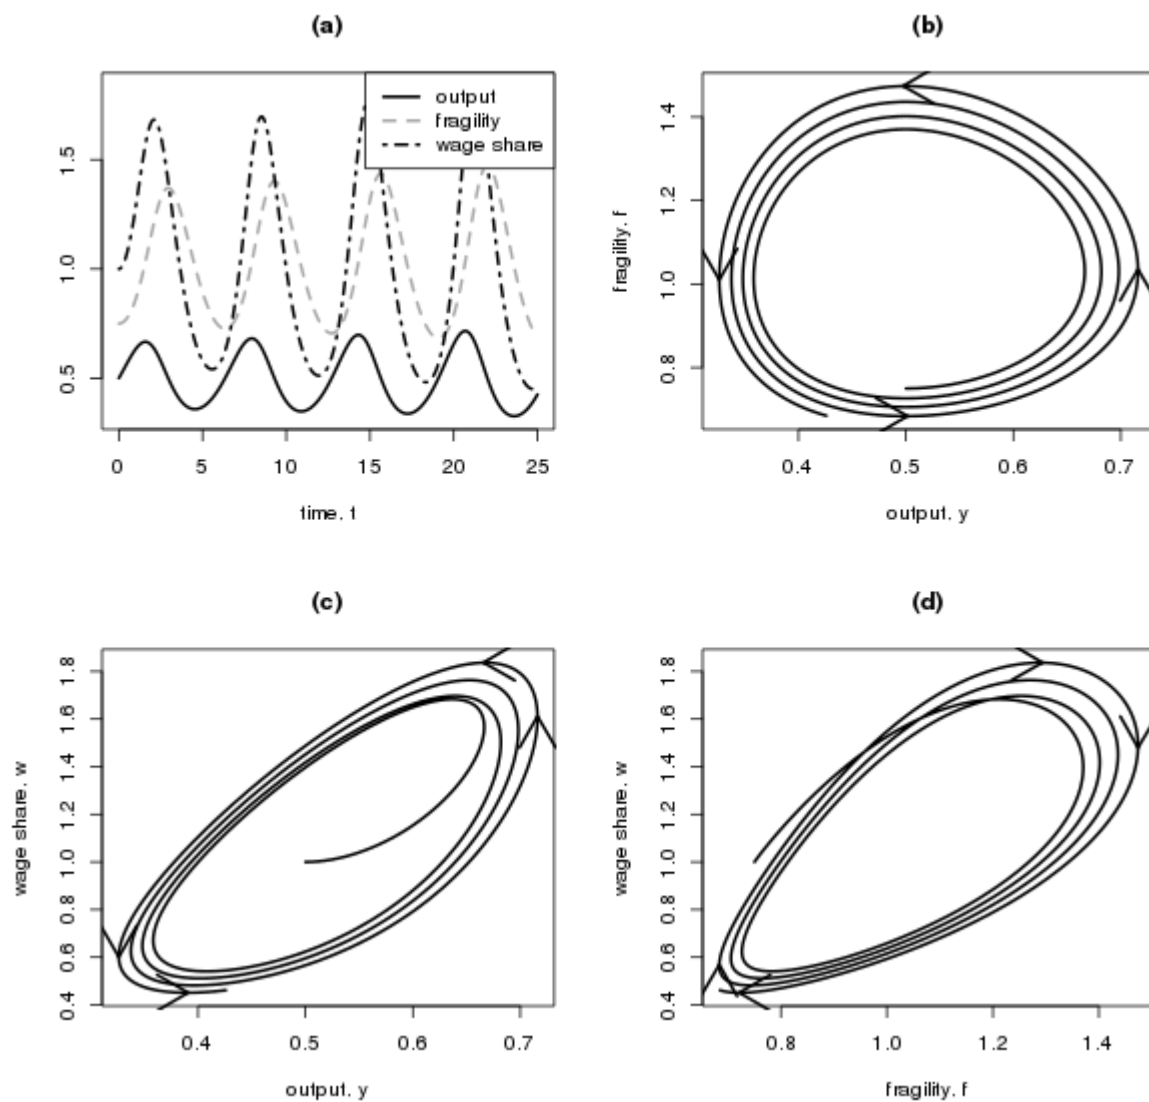 (a)
output
fragility
wage share
0.5 1.0 1.5
0 5 10 15 20 25
time, t
(b)
fragility, f
0.8 1.0 1.2 1.4
0.4 0.5 0.6 0.7
output, y
(c)
wage share, w
0.4 0.6 0.8 1.0 1.2 1.4 1.6 1.8
0.4 0.5 0.6 0.7
output, y
(d)
wage share, w
0.4 0.6 0.8 1.0 1.2 1.4 1.6 1.8
0.8 1.0 1.2 1.4
fragility, f